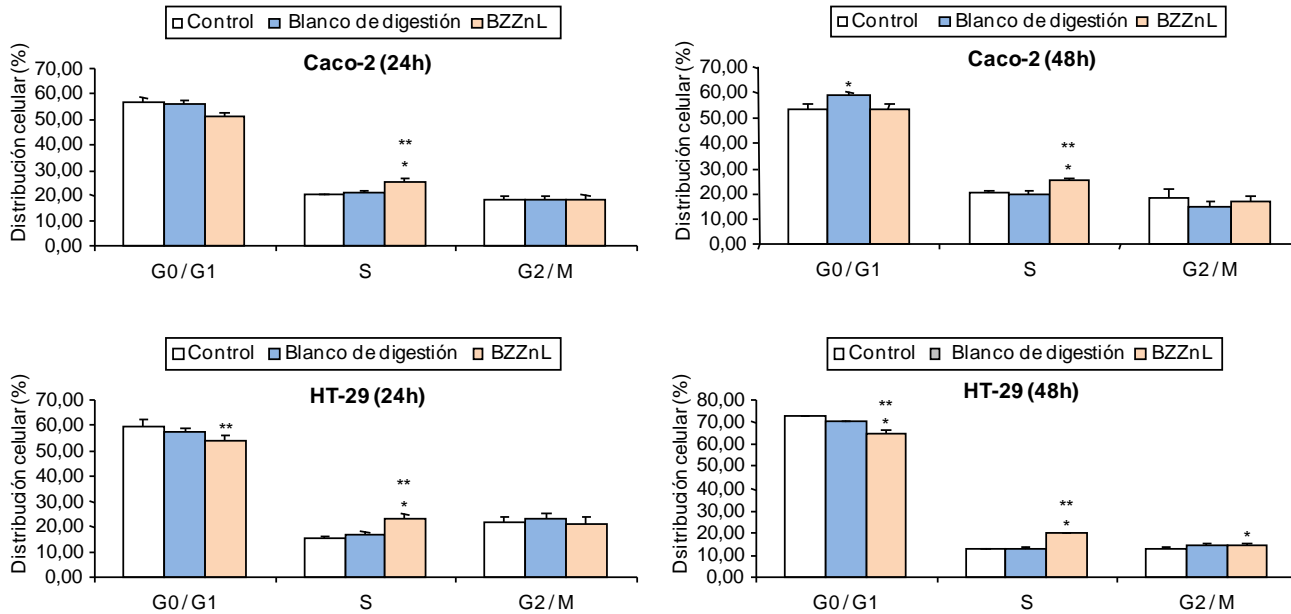 Control Blanco de digestión BZZnL
Caco-2 (24h)
Distribución celular (%)
70,00
60,00
50,00
40,00
30,00
20,00
10,00
0,00
**
*
G0/G1 S G2/M
Control Blanco de digestión BZZnL
Caco-2 (48h)
Distribución celular (%)
70,00
60,00
50,00
40,00
30,00
20,00
10,00
0,00
*
**
*
G0/G1 S G2/M
Control Blanco de digestión BZZnL
HT-29 (24h)
Distribución celular (%)
70,00
60,00
50,00
40,00
30,00
20,00
10,00
0,00
**
**
*
G0/G1 S G2/M
Control Blanco de digestión BZZnL
HT-29 (48h)
Dsitribución celular (%)
80,00
70,00
60,00
50,00
40,00
30,00
20,00
10,00
0,00
**
*
**
*
*
G0/G1 S G2/M